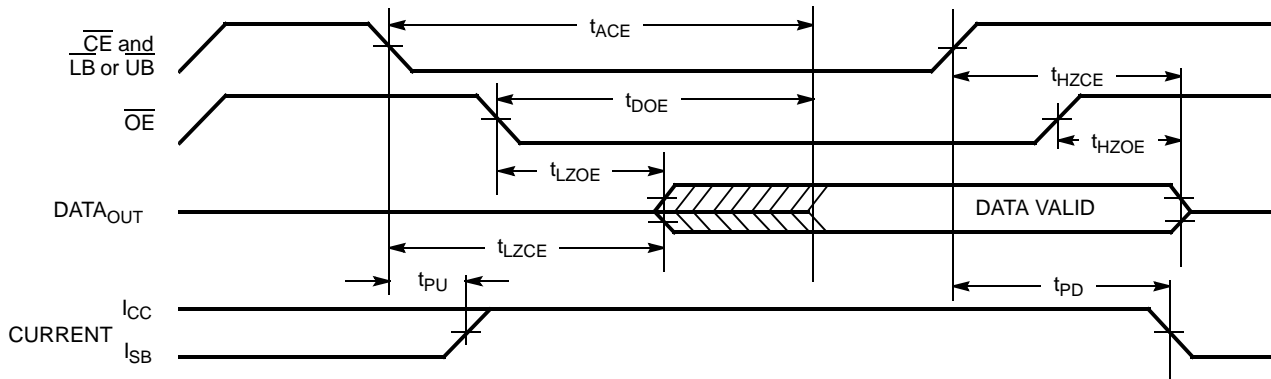 CE and
LB or UB
tACE
tHZCE
OE
tDOE
tHZOE
tLZOE
DATAOUT
DATA VALID
tLZCE
tPU
tPD
ICC
CURRENT
ISB